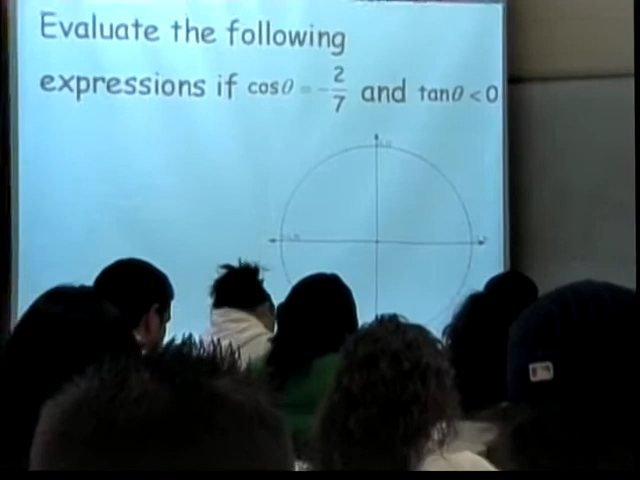 Evaluate the following
expressions if cosθ = -2/7 and tanθ < 0